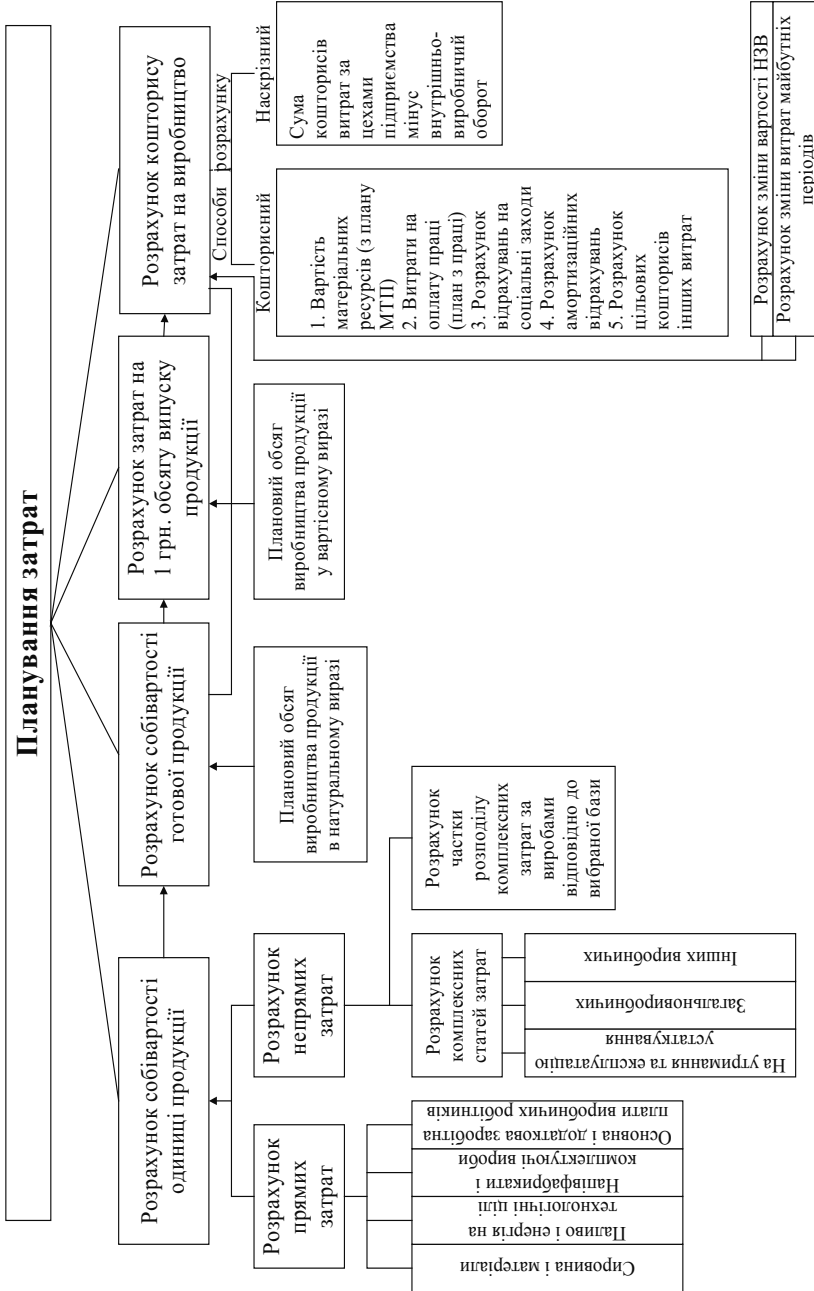 Планування затрат
Розрахунок собівартості
одиниці продукції
Розрахунок собівартості
готової продукції
Розрахунок затрат на
1 грн. обсягу випуску
продукції
Розрахунок кошторису
затрат на виробництво
Способи розрахунку
Кошторисний
Наскрізний
Розрахунок
прямих
затрат
Розрахунок
непрямих
затрат
Плановий обсяг
виробництва продукції
в натуральному виразі
Плановий обсяг
виробництва продукції
у вартісному виразі
1. Вартість
матеріальних
ресурсів (з плану
МТП)
2. Витрати на
оплату праці
(план з праці)
3. Розрахунок
відрахувань на
соціальні заходи
4. Розрахунок
амортизаційних
відрахувань
5. Розрахунок
цільових
кошторисів
інших витрат
Сума
кошторисів
витрат за
цехами
підприємства
мінус
внутрішньо-
виробничий
оборот
Сировина і матеріали
Паливо і енергія на
технологічні цілі
Напівфабрикати і
комплектуючі вироби
Основна і додаткова заробітна
плати виробничих робітників
Розрахунок
комплексних
статей затрат
Розрахунок
частки
розподілу
комплексних
затрат за
виробами
відповідно до
вибраної бази
На утримання та експлуатацію
устаткування
Загальновиробничих
Інших виробничих
Розрахунок зміни вартості НЗВ
Розрахунок зміни витрат майбутніх
періодів